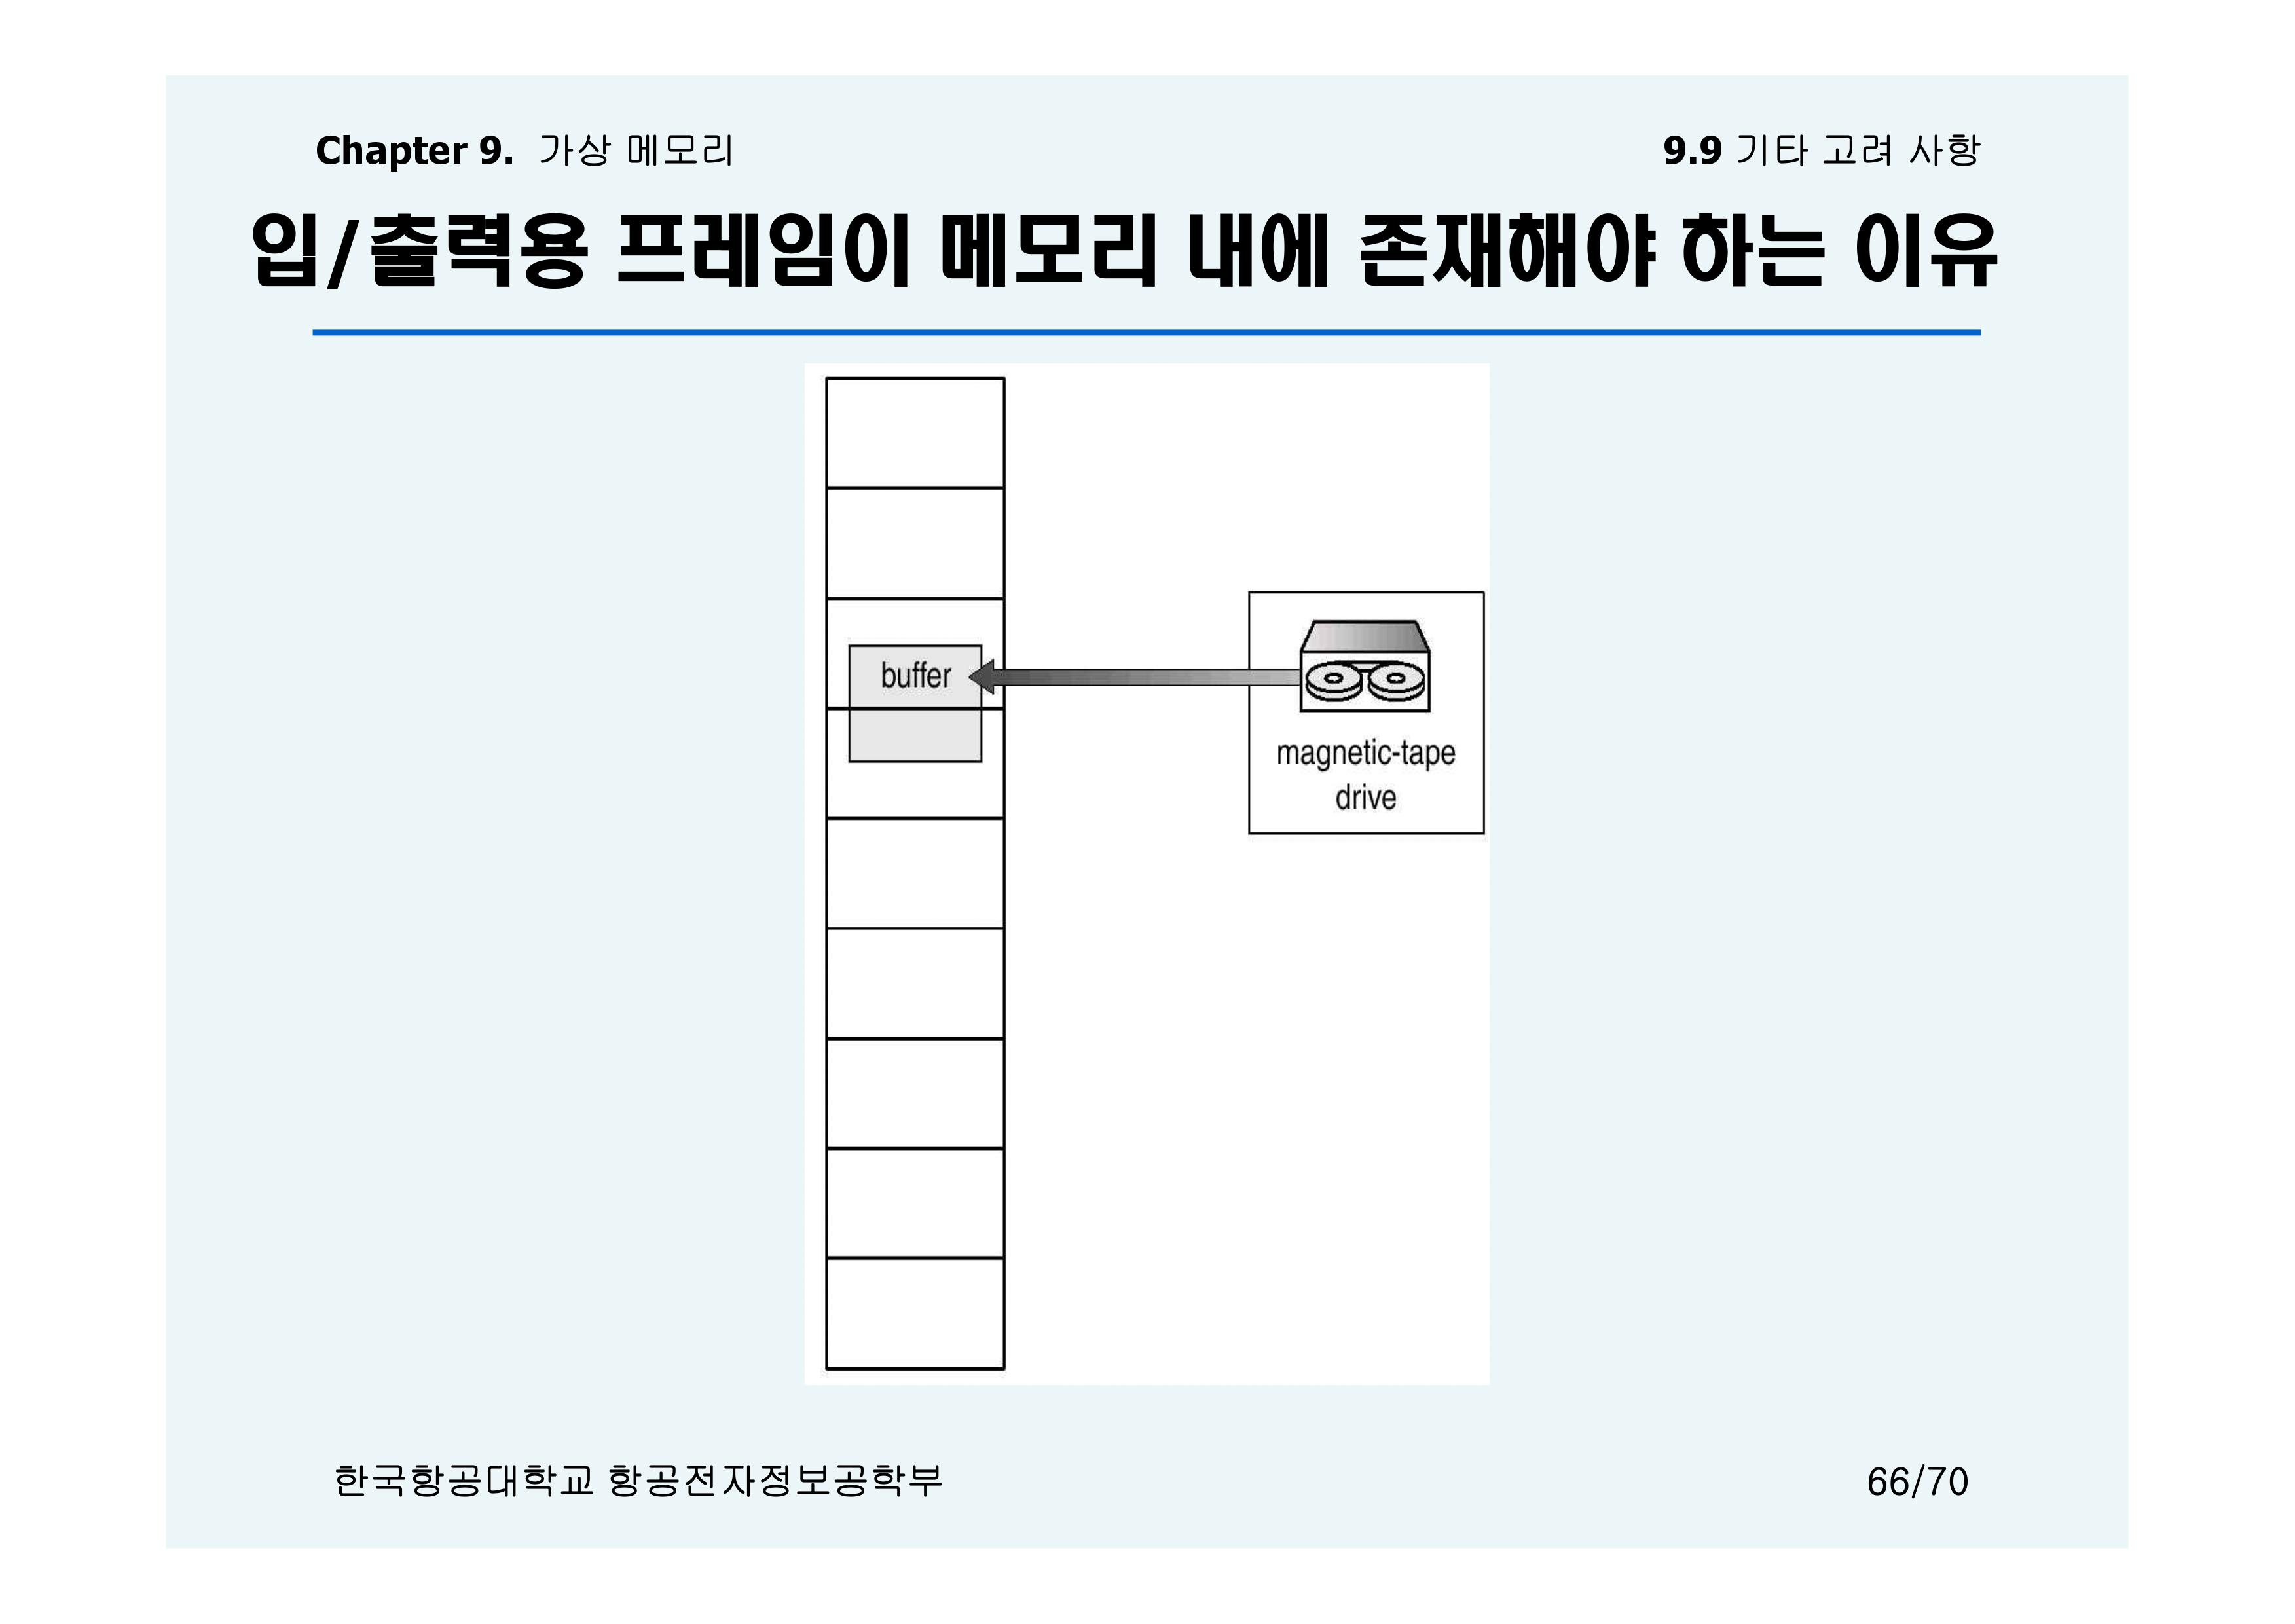 Chapter 9. 가상 메모리
9.9 기타 고려 사항
입/출력용 프레임이 메모리 내에 존재해야 하는 이유
buffer
magnetic-tape
drive
한국항공대학교 항공전자정보공학부
66/70